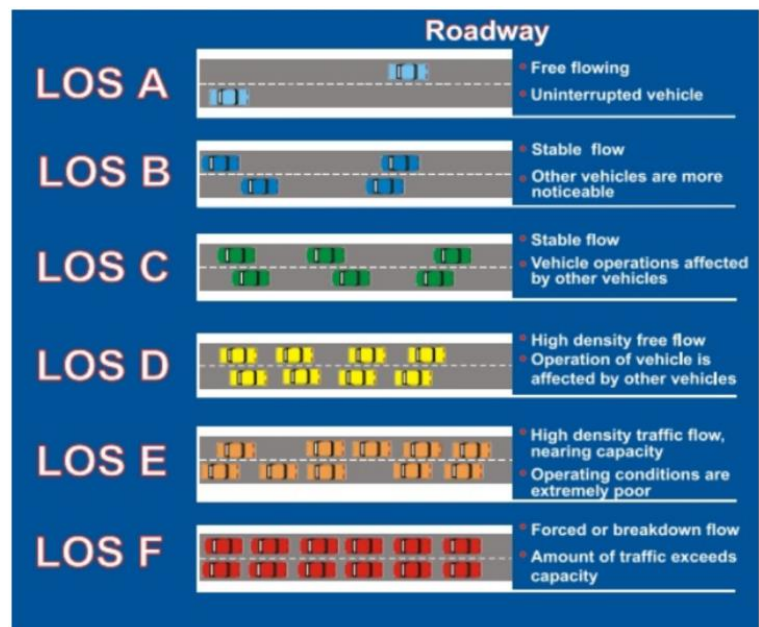 Roadway
LOS A
• Free flowing
• Uninterrupted vehicle
LOS B
• Stable flow
• Other vehicles are more
noticeable
LOS C
• Stable flow
• Vehicle operations affected
by other vehicles
LOS D
• High density free flow
• Operation of vehicle is
affected by other vehicles
LOS E
• High density traffic flow,
nearing capacity
• Operating conditions are
extremely poor
LOS F
• Forced or breakdown flow
• Amount of traffic exceeds
capacity